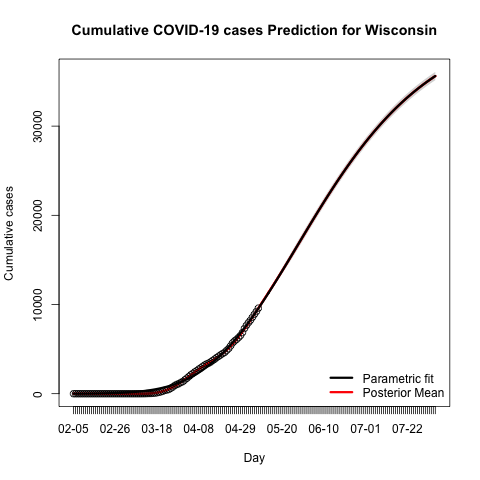 Cumulative COVID-19 cases Prediction for Wisconsin
Cumulative cases
30000
20000
10000
0
Parametric fit
Posterior Mean
02-05 02-26 03-18 04-08 04-29 05-20 06-10 07-01 07-22
Day